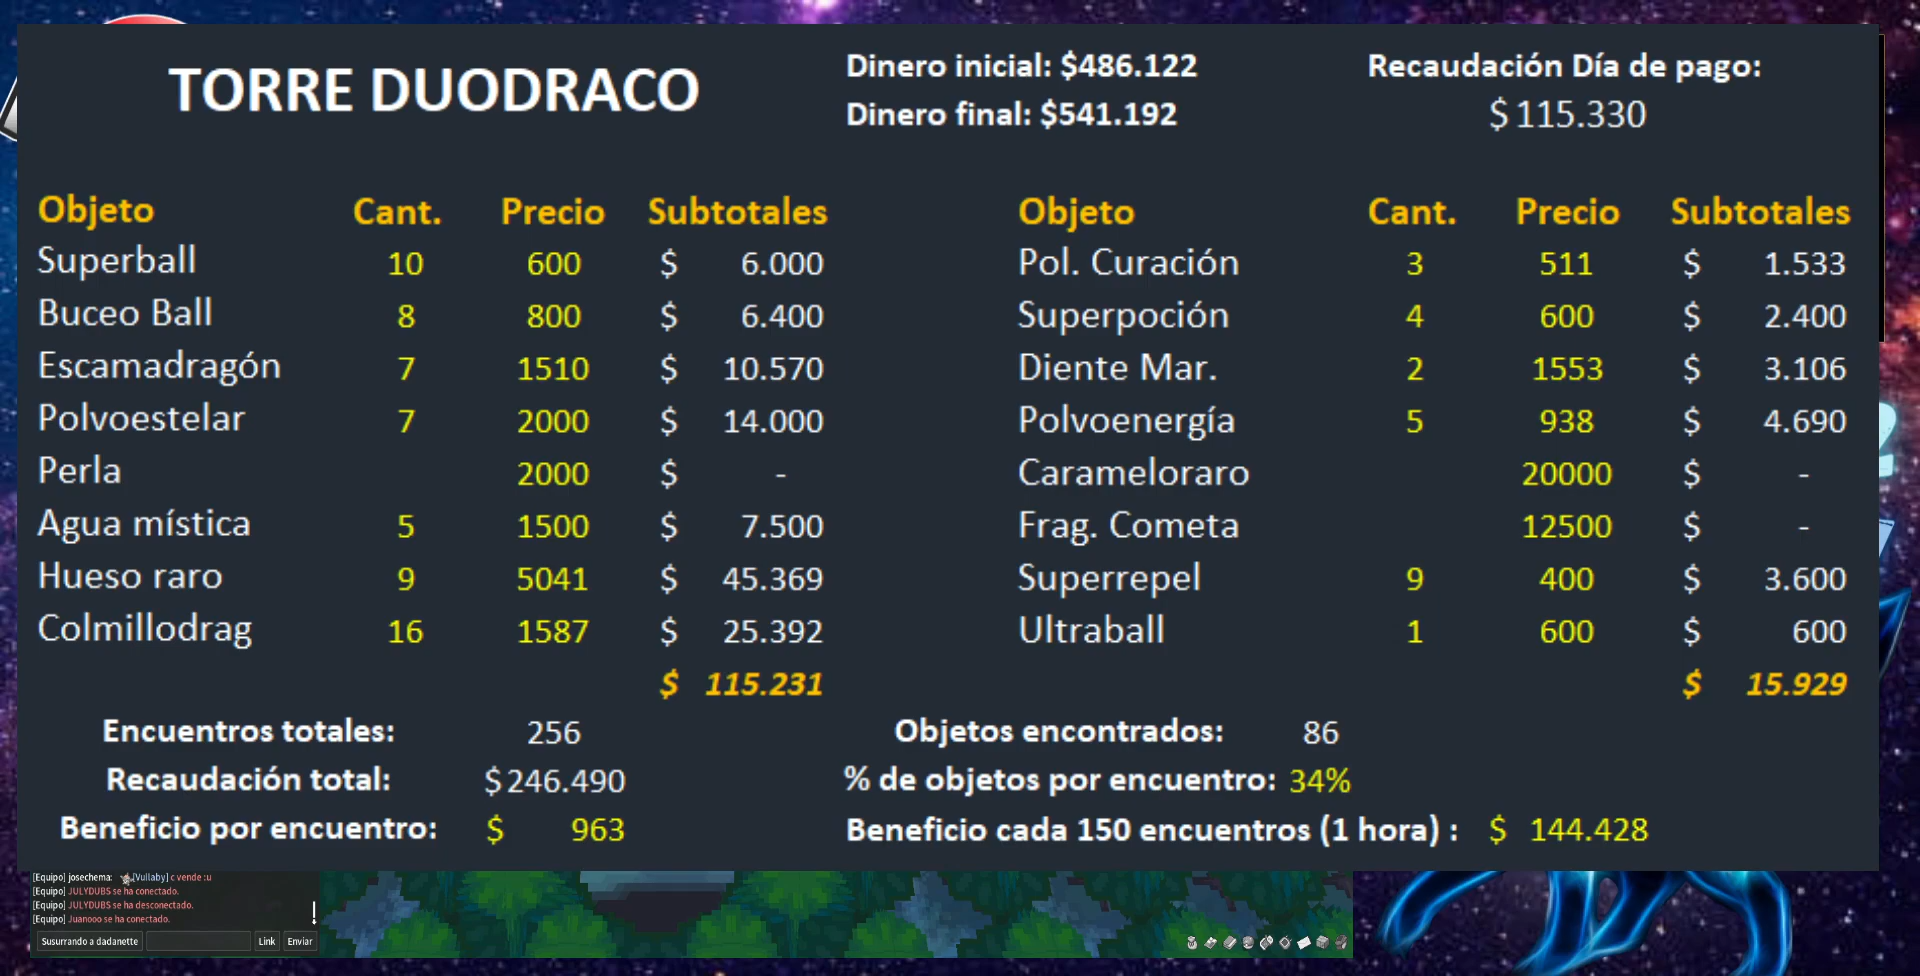 TORRE DUODRACO
Dinero inicial: $486.122
Dinero final: $541.192
Recaudación Día de pago:
$ 115.330
Objeto Cant. Precio Subtotales
Superball 10 600 $ 6.000
Buceo Ball 8 800 $ 6.400
Escamadragón 7 1510 $ 10.570
Polvoestelar 7 2000 $ 14.000
Perla 2000 $ -
Agua mística 5 1500 $ 7.500
Hueso raro 9 5041 $ 45.369
Colmillodrag 16 1587 $ 25.392
$ 115.231
Objeto Cant. Precio Subtotales
Pol. Curación 3 511 $ 1.533
Superpoción 4 600 $ 2.400
Diente Mar. 2 1553 $ 3.106
Polvoenergía 5 938 $ 4.690
Carameloraro 20000 $ -
Frag. Cometa 12500 $ -
Superrepel 9 400 $ 3.600
Ultraball 1 600 $ 600
$ 15.929
Encuentros totales: 256
Recaudación total: $ 246.490
Beneficio por encuentro: $ 963
Objetos encontrados: 86
% de objetos por encuentro: 34%
Beneficio cada 150 encuentros (1 hora) : $ 144.428
[Equipo] josechema: [Vullaby] c vende :u
[Equipo] JULYDUBS se ha conectado.
[Equipo] JULYDUBS se ha desconectado.
[Equipo] Juanooo se ha conectado.
Susurrando a dadanette Link Enviar